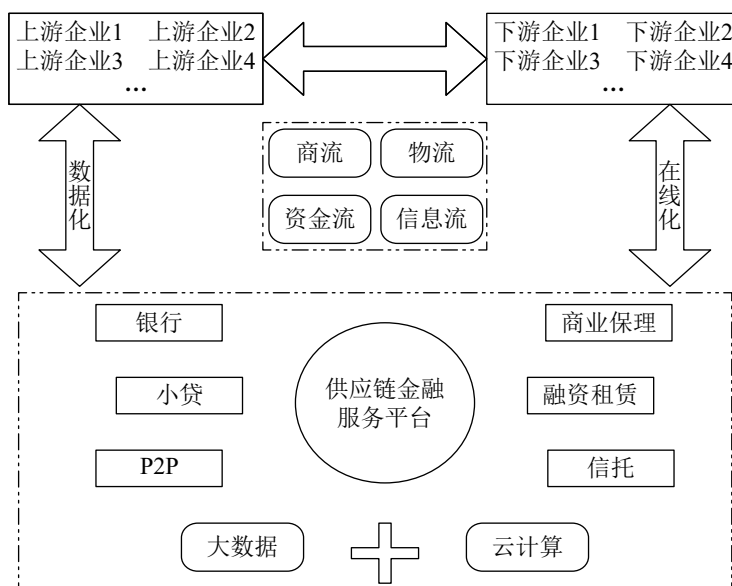 上游企业1 上游企业2
上游企业3 上游企业4
...
下游企业1 下游企业2
下游企业3 下游企业4
...
商流 物流
资金流 信息流
数据化
在线化
银行
商业保理
小贷
供应链金融
服务平台
融资租赁
P2P
信托
大数据
云计算